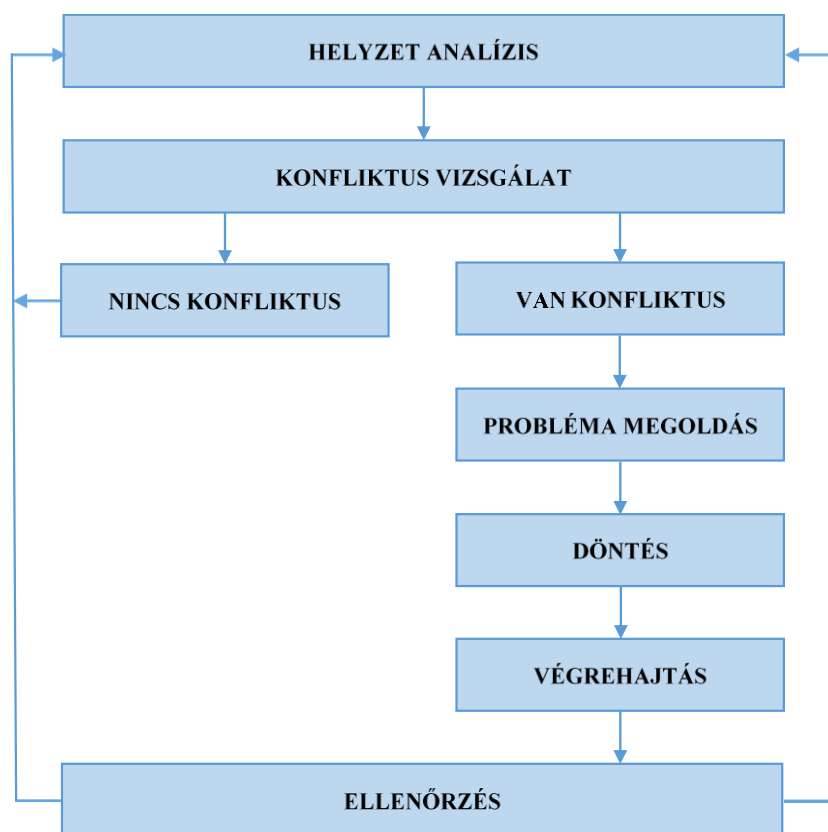 HELYZET ANALÍZIS
KONFLIKTUS VIZSGÁLAT
NINCS KONFLIKTUS
VAN KONFLIKTUS
PROBLÉMA MEGOLDÁS
DÖNTÉS
VÉGREHAJTÁS
ELLENŐRZÉS